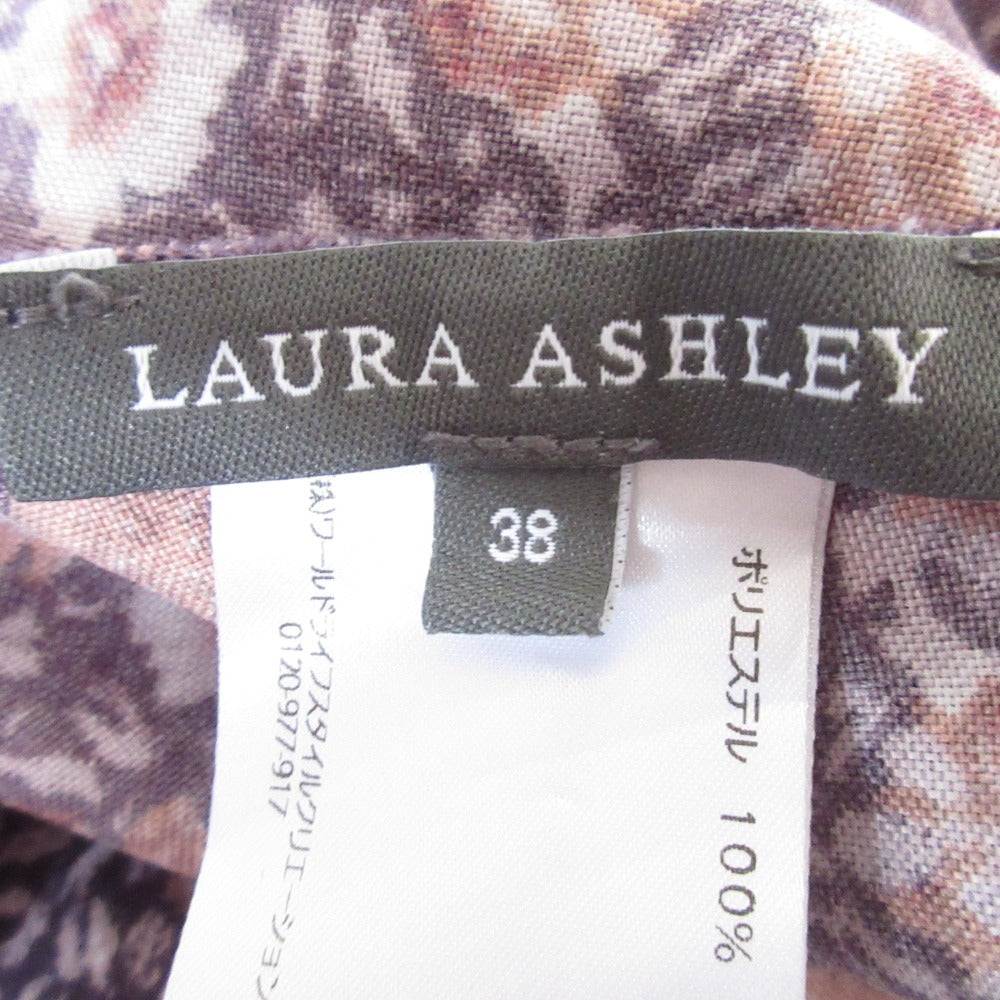 LAURA ASHLEY
38
ポリエステル 100%
(株)ワールドライフスタイルクリエーション
0120-977-917